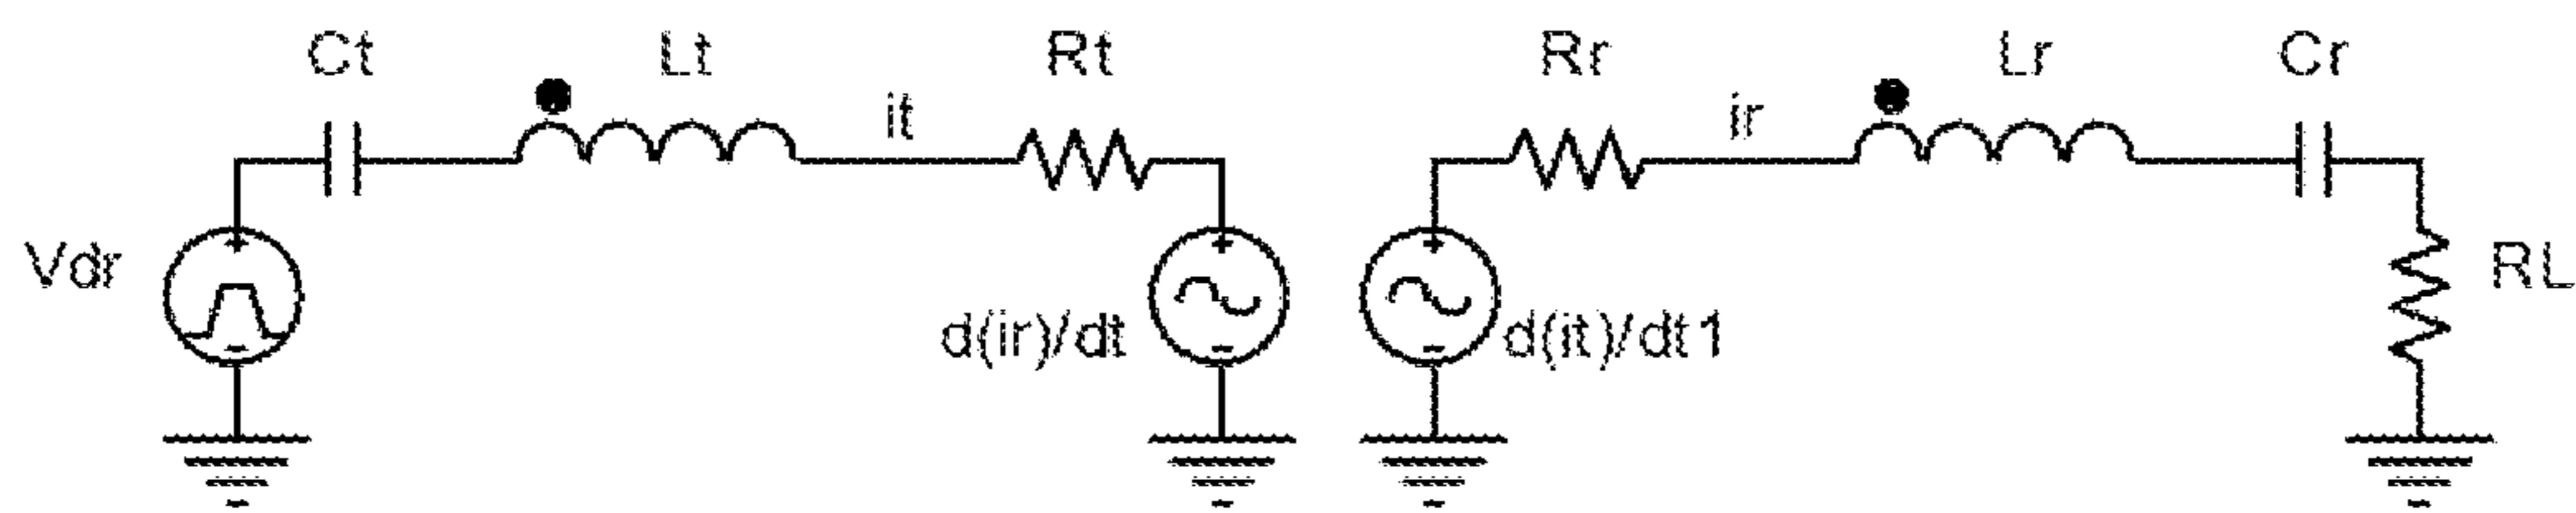 Ct Lt Rt Rr Lr Cr
it ir
Vdr RL
d(ir)/dt d(it)/dt1